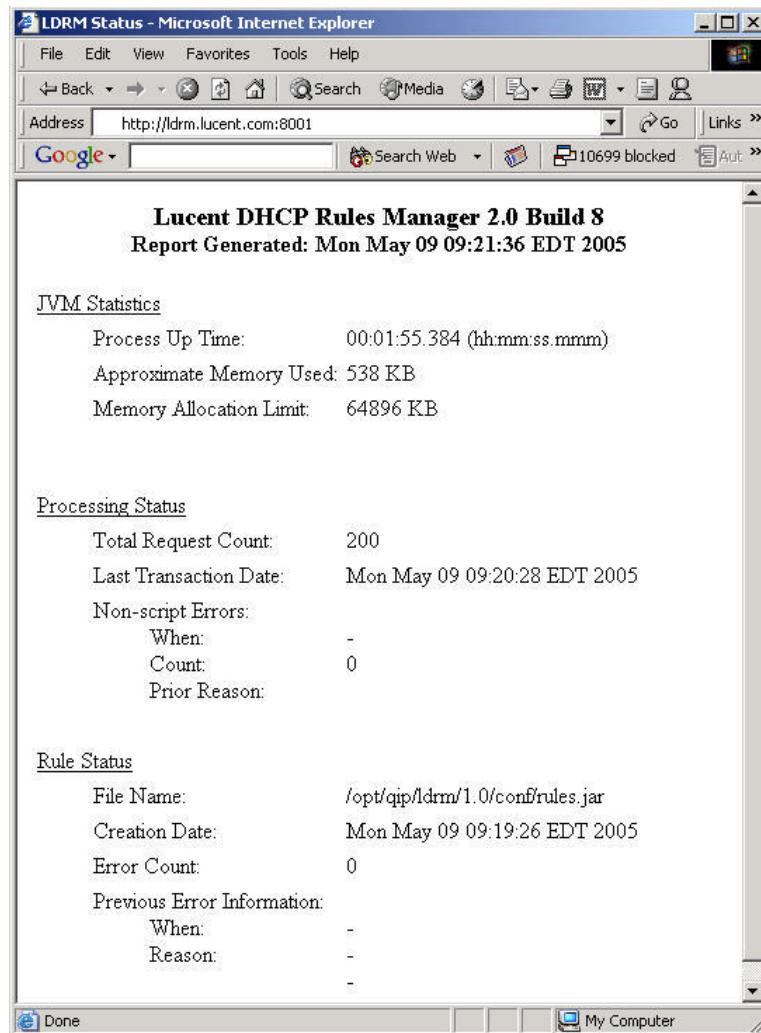 LDRM Status - Microsoft Internet Explorer
File Edit View Favorites Tools Help
Back Search Media
Address http://ldrm.lucent.com:8001 Go Links »
Google Search Web 10699 blocked Aut »
Lucent DHCP Rules Manager 2.0 Build 8
Report Generated: Mon May 09 09:21:36 EDT 2005
JVM Statistics
Process Up Time: 00:01:55.384 (hh:mm:ss.mmm)
Approximate Memory Used: 538 KB
Memory Allocation Limit: 64896 KB
Processing Status
Total Request Count: 200
Last Transaction Date: Mon May 09 09:20:28 EDT 2005
Non-script Errors:
When: -
Count: 0
Prior Reason:
Rule Status
File Name: /opt/qip/ldrm/1.0/conf/rules.jar
Creation Date: Mon May 09 09:19:26 EDT 2005
Error Count: 0
Previous Error Information:
When: -
Reason: -
-
Done My Computer